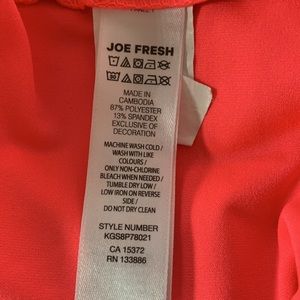 JOE FRESH
MADE IN
CAMBODIA
87% POLYESTER
13% SPANDEX
EXCLUSIVE OF
DECORATION
MACHINE WASH COLD /
WASH WITH LIKE
COLOURS /
ONLY NON-CHLORINE
BLEACH WHEN NEEDED /
TUMBLE DRY LOW /
LOW IRON ON REVERSE
SIDE /
DO NOT DRY CLEAN
STYLE NUMBER
KGS8P78021
CA 15372
RN 133886